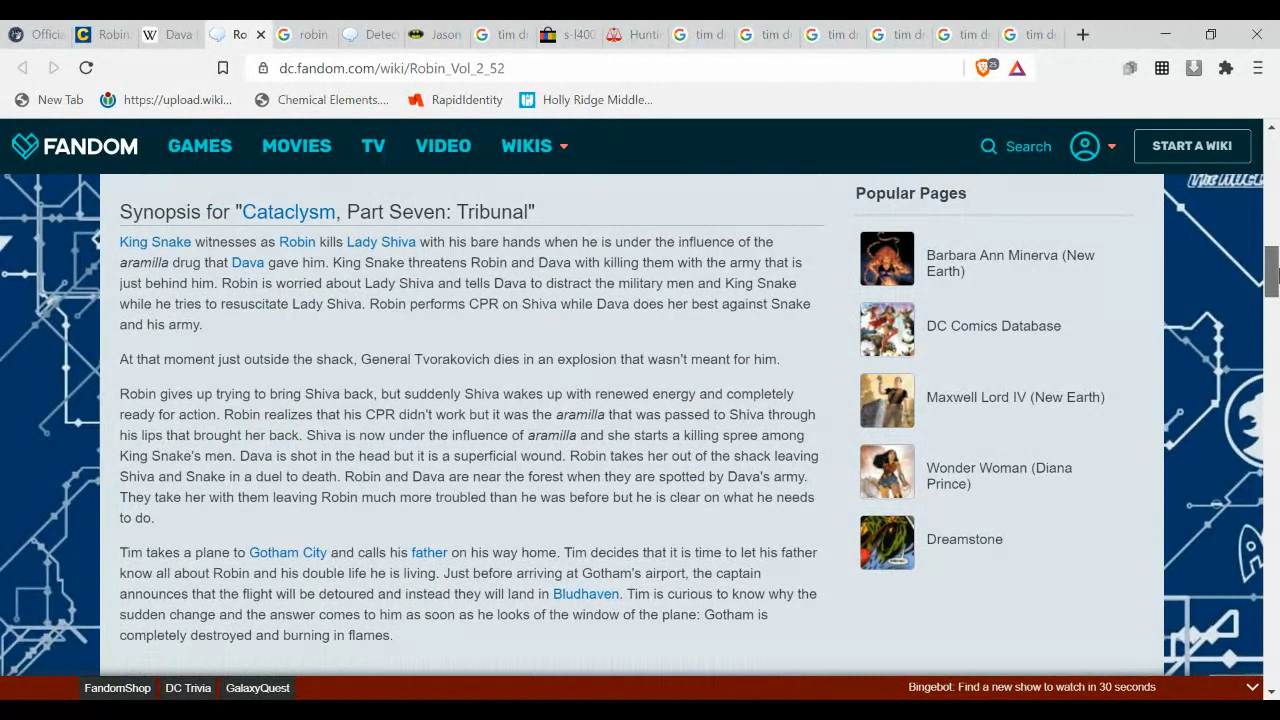 Officia
Robin
Dava
Ro
robin
Detec
Jason
tim d
s-l400
Hunti
tim d
tim d
tim d
tim d
tim d
tim d
dc.fandom.com/wiki/Robin_Vol_2_52
25
New Tab
https://upload.wiki...
Chemical Elements....
RapidIdentity
Holly Ridge Middle...
FANDOM
GAMES
MOVIES
TV
VIDEO
WIKIS
Search
START A WIKI
Synopsis for "Cataclysm, Part Seven: Tribunal"
King Snake witnesses as Robin kills Lady Shiva with his bare hands when he is under the influence of the
aramilla drug that Dava gave him. King Snake threatens Robin and Dava with killing them with the army that is
just behind him. Robin is worried about Lady Shiva and tells Dava to distract the military men and King Snake
while he tries to resuscitate Lady Shiva. Robin performs CPR on Shiva while Dava does her best against Snake
and his army.
At that moment just outside the shack, General Tvorakovich dies in an explosion that wasn't meant for him.
Robin gives up trying to bring Shiva back, but suddenly Shiva wakes up with renewed energy and completely
ready for action. Robin realizes that his CPR didn't work but it was the aramilla that was passed to Shiva through
his lips that brought her back. Shiva is now under the influence of aramilla and she starts a killing spree among
King Snake's men. Dava is shot in the head but it is a superficial wound. Robin takes her out of the shack leaving
Shiva and Snake in a duel to death. Robin and Dava are near the forest when they are spotted by Dava's army.
They take her with them leaving Robin much more troubled than he was before but he is clear on what he needs
to do.
Tim takes a plane to Gotham City and calls his father on his way home. Tim decides that it is time to let his father
know all about Robin and his double life he is living. Just before arriving at Gotham's airport, the captain
announces that the flight will be detoured and instead they will land in Bludhaven. Tim is curious to know why the
sudden change and the answer comes to him as soon as he looks of the window of the plane: Gotham is
completely destroyed and burning in flames.
Popular Pages
Barbara Ann Minerva (New
Earth)
DC Comics Database
Maxwell Lord IV (New Earth)
Wonder Woman (Diana
Prince)
Dreamstone
FandomShop
DC Trivia
GalaxyQuest
Bingebot: Find a new show to watch in 30 seconds